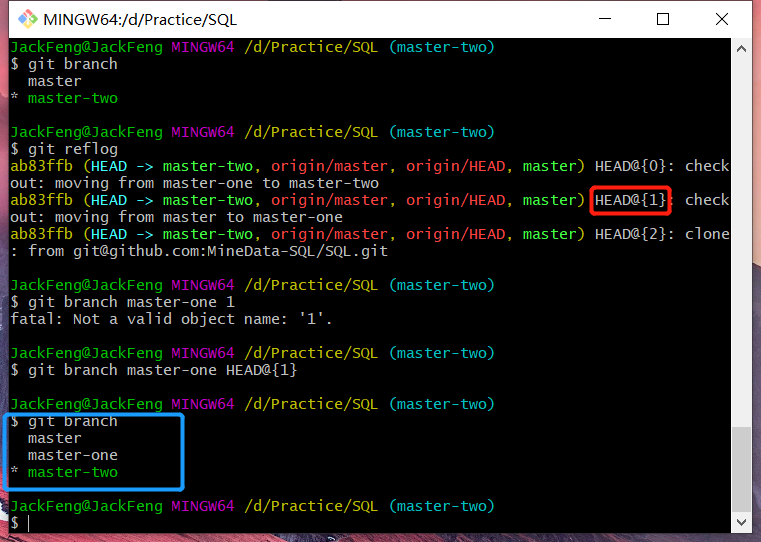 MINGW64:/d/Practice/SQL
JackFeng@JackFeng MINGW64 /d/Practice/SQL (master-two)
$ git branch
  master
* master-two
JackFeng@JackFeng MINGW64 /d/Practice/SQL (master-two)
$ git reflog
ab83ffb (HEAD -> master-two, origin/master, origin/HEAD, master) HEAD@{0}: check
out: moving from master-one to master-two
ab83ffb (HEAD -> master-two, origin/master, origin/HEAD, master) HEAD@{1}: check
out: moving from master to master-one
ab83ffb (HEAD -> master-two, origin/master, origin/HEAD, master) HEAD@{2}: clone
: from git@github.com:MineData-SQL/SQL.git
JackFeng@JackFeng MINGW64 /d/Practice/SQL (master-two)
$ git branch master-one 1
fatal: Not a valid object name: '1'.
JackFeng@JackFeng MINGW64 /d/Practice/SQL (master-two)
$ git branch master-one HEAD@{1}
JackFeng@JackFeng MINGW64 /d/Practice/SQL (master-two)
$ git branch
  master
  master-one
* master-two
JackFeng@JackFeng MINGW64 /d/Practice/SQL (master-two)
$